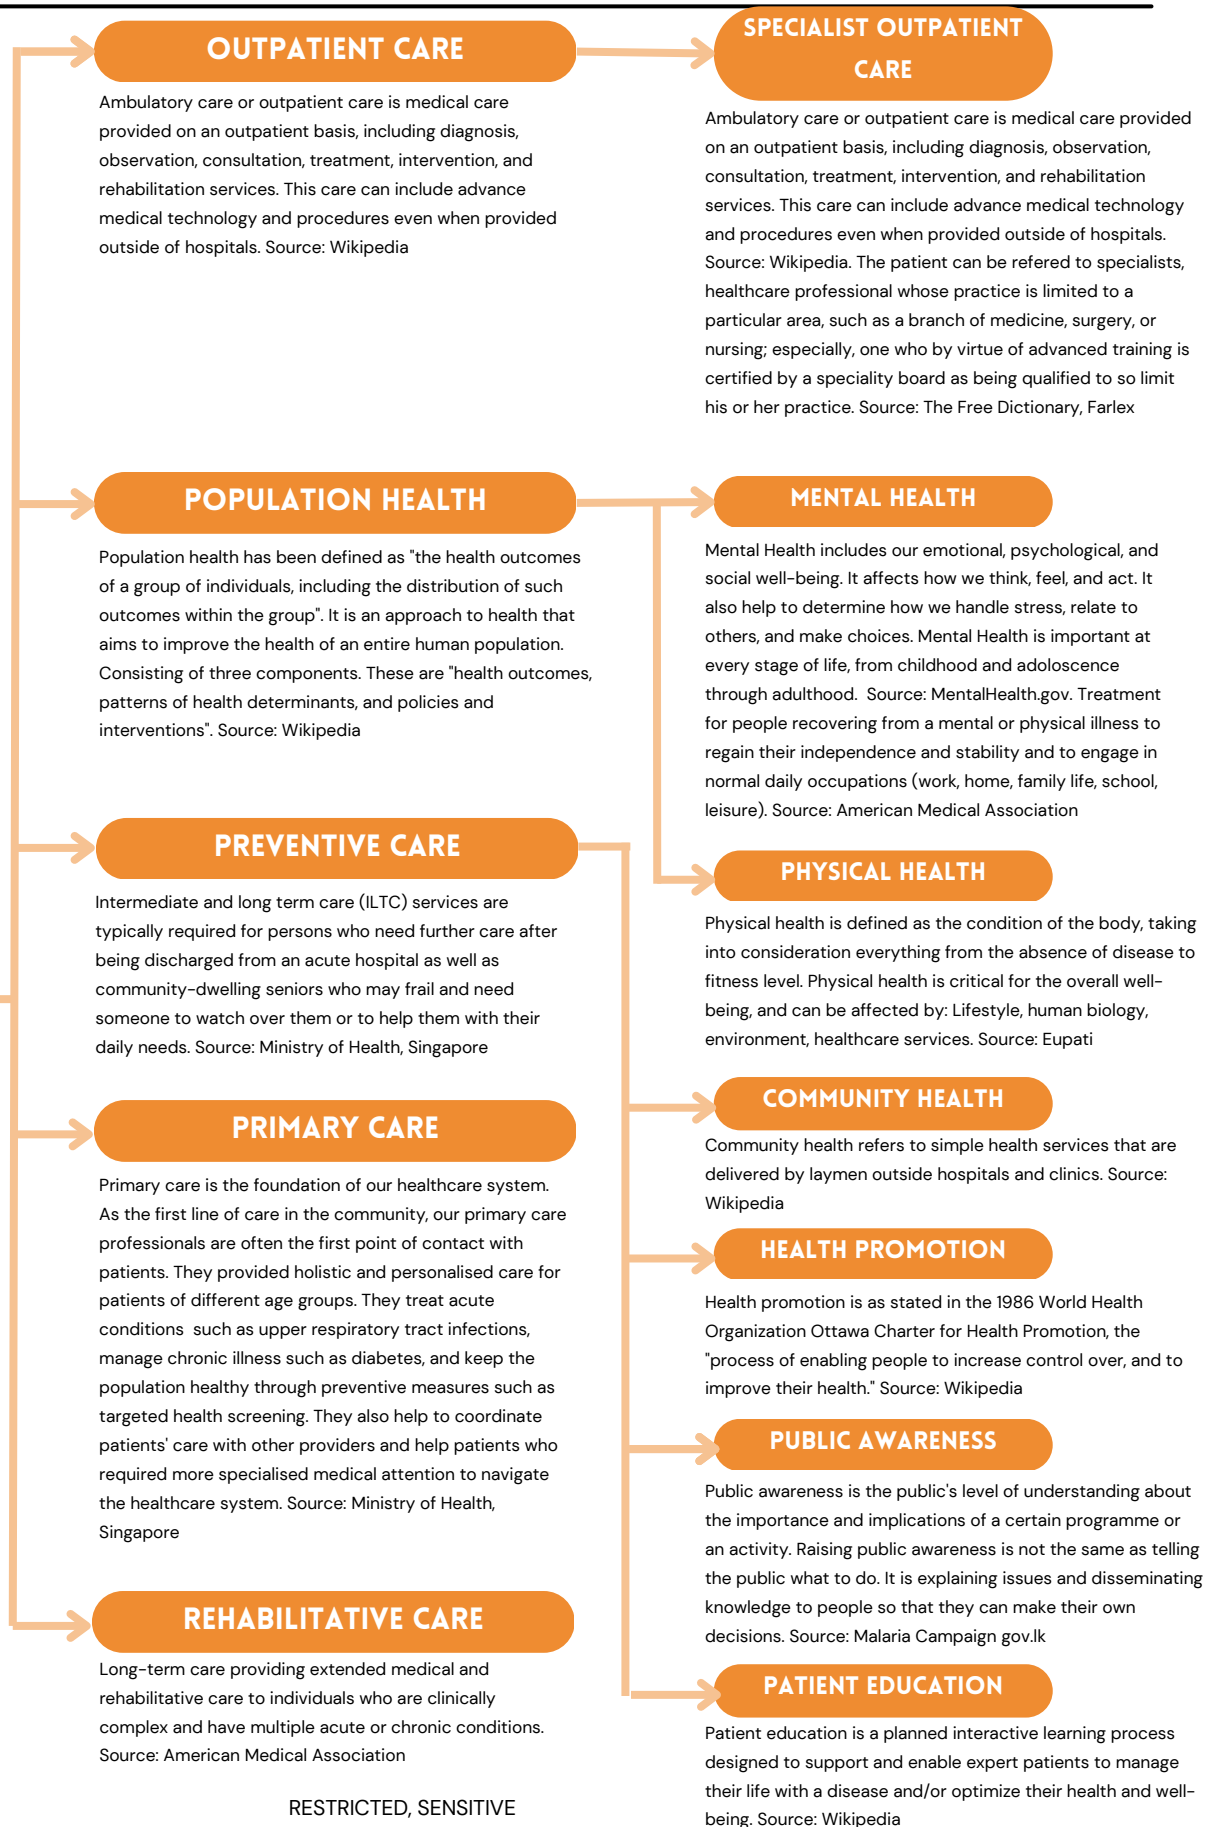 OUTPATIENT CARE
Ambulatory care or outpatient care is medical care
provided on an outpatient basis, including diagnosis,
observation, consultation, treatment, intervention, and
rehabilitation services. This care can include advance
medical technology and procedures even when provided
outside of hospitals. Source: Wikipedia
SPECIALIST OUTPATIENT
CARE
Ambulatory care or outpatient care is medical care provided
on an outpatient basis, including diagnosis, observation,
consultation, treatment, intervention, and rehabilitation
services. This care can include advance medical technology
and procedures even when provided outside of hospitals.
Source: Wikipedia. The patient can be refered to specialists,
healthcare professional whose practice is limited to a
particular area, such as a branch of medicine, surgery, or
nursing; especially, one who by virtue of advanced training is
certified by a speciality board as being qualified to so limit
his or her practice. Source: The Free Dictionary, Farlex
POPULATION HEALTH
Population health has been defined as "the health outcomes
of a group of individuals, including the distribution of such
outcomes within the group". It is an approach to health that
aims to improve the health of an entire human population.
Consisting of three components. These are "health outcomes,
patterns of health determinants, and policies and
interventions". Source: Wikipedia
MENTAL HEALTH
Mental Health includes our emotional, psychological, and
social well-being. It affects how we think, feel, and act. It
also help to determine how we handle stress, relate to
others, and make choices. Mental Health is important at
every stage of life, from childhood and adoloscence
through adulthood.  Source: MentalHealth.gov. Treatment
for people recovering from a mental or physical illness to
regain their independence and stability and to engage in
normal daily occupations (work, home, family life, school,
leisure). Source: American Medical Association
PHYSICAL HEALTH
Physical health is defined as the condition of the body, taking
into consideration everything from the absence of disease to
fitness level. Physical health is critical for the overall well-
being, and can be affected by: Lifestyle, human biology,
environment, healthcare services. Source: Eupati
PREVENTIVE CARE
Intermediate and long term care (ILTC) services are
typically required for persons who need further care after
being discharged from an acute hospital as well as
community-dwelling seniors who may frail and need
someone to watch over them or to help them with their
daily needs. Source: Ministry of Health, Singapore
COMMUNITY HEALTH
Community health refers to simple health services that are
delivered by laymen outside hospitals and clinics. Source:
Wikipedia
HEALTH PROMOTION
Health promotion is as stated in the 1986 World Health
Organization Ottawa Charter for Health Promotion, the
"process of enabling people to increase control over, and to
improve their health." Source: Wikipedia
PUBLIC AWARENESS
Public awareness is the public's level of understanding about
the importance and implications of a certain programme or
an activity. Raising public awareness is not the same as telling
the public what to do. It is explaining issues and disseminating
knowledge to people so that they can make their own
decisions. Source: Malaria Campaign gov.lk
PATIENT EDUCATION
Patient education is a planned interactive learning process
designed to support and enable expert patients to manage
their life with a disease and/or optimize their health and well-
being. Source: Wikipedia
PRIMARY CARE
Primary care is the foundation of our healthcare system.
As the first line of care in the community, our primary care
professionals are often the first point of contact with
patients. They provided holistic and personalised care for
patients of different age groups. They treat acute
conditions  such as upper respiratory tract infections,
manage chronic illness such as diabetes, and keep the
population healthy through preventive measures such as
targeted health screening. They also help to coordinate
patients' care with other providers and help patients who
required more specialised medical attention to navigate
the healthcare system. Source: Ministry of Health,
Singapore
REHABILITATIVE CARE
Long-term care providing extended medical and
rehabilitative care to individuals who are clinically
complex and have multiple acute or chronic conditions.
Source: American Medical Association
RESTRICTED, SENSITIVE